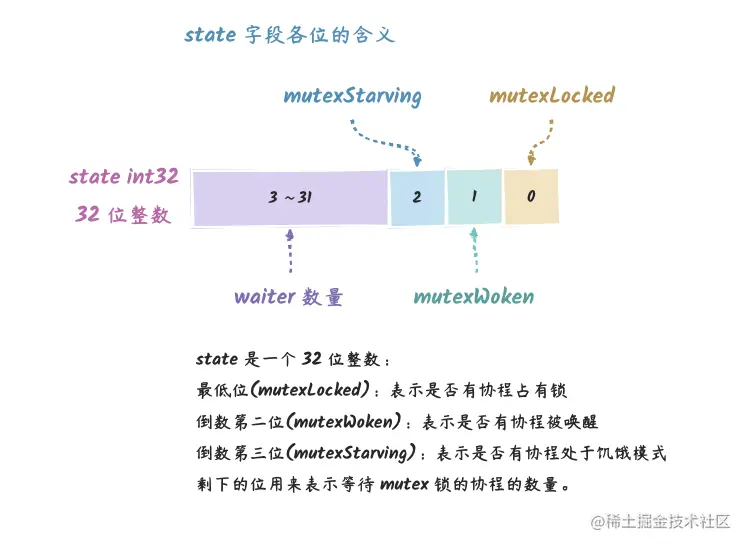 state 字段各位的含义
mutexStarving
mutexLocked
state int32
32 位整数
3 ~ 31
2
1
0
waiter 数量
mutexWoken
state 是一个 32 位整数：
最低位(mutexLocked)：表示是否有协程占有锁
倒数第二位(mutexWoken)：表示是否有协程被唤醒
倒数第三位(mutexStarving)：表示是否有协程处于饥饿模式
剩下的位用来表示等待 mutex 锁的协程的数量。
@稀土掘金技术社区